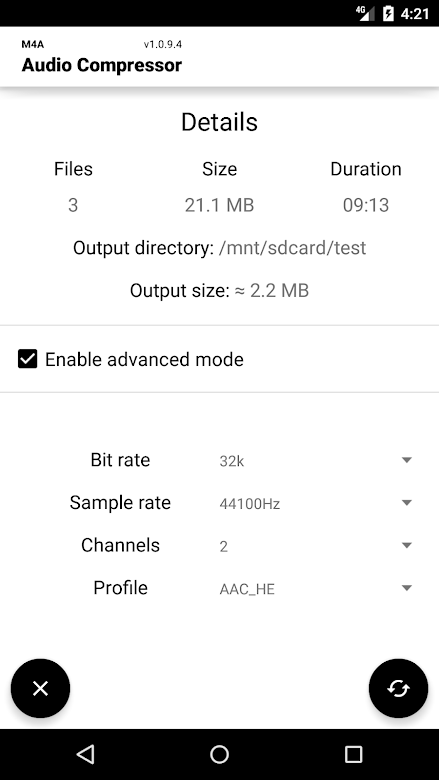 4G 4:21
M4A v1.0.9.4
Audio Compressor
Details
Files Size Duration
3 21.1 MB 09:13
Output directory: /mnt/sdcard/test
Output size: ≈ 2.2 MB
Enable advanced mode
Bit rate 32k
Sample rate 44100Hz
Channels 2
Profile AAC_HE